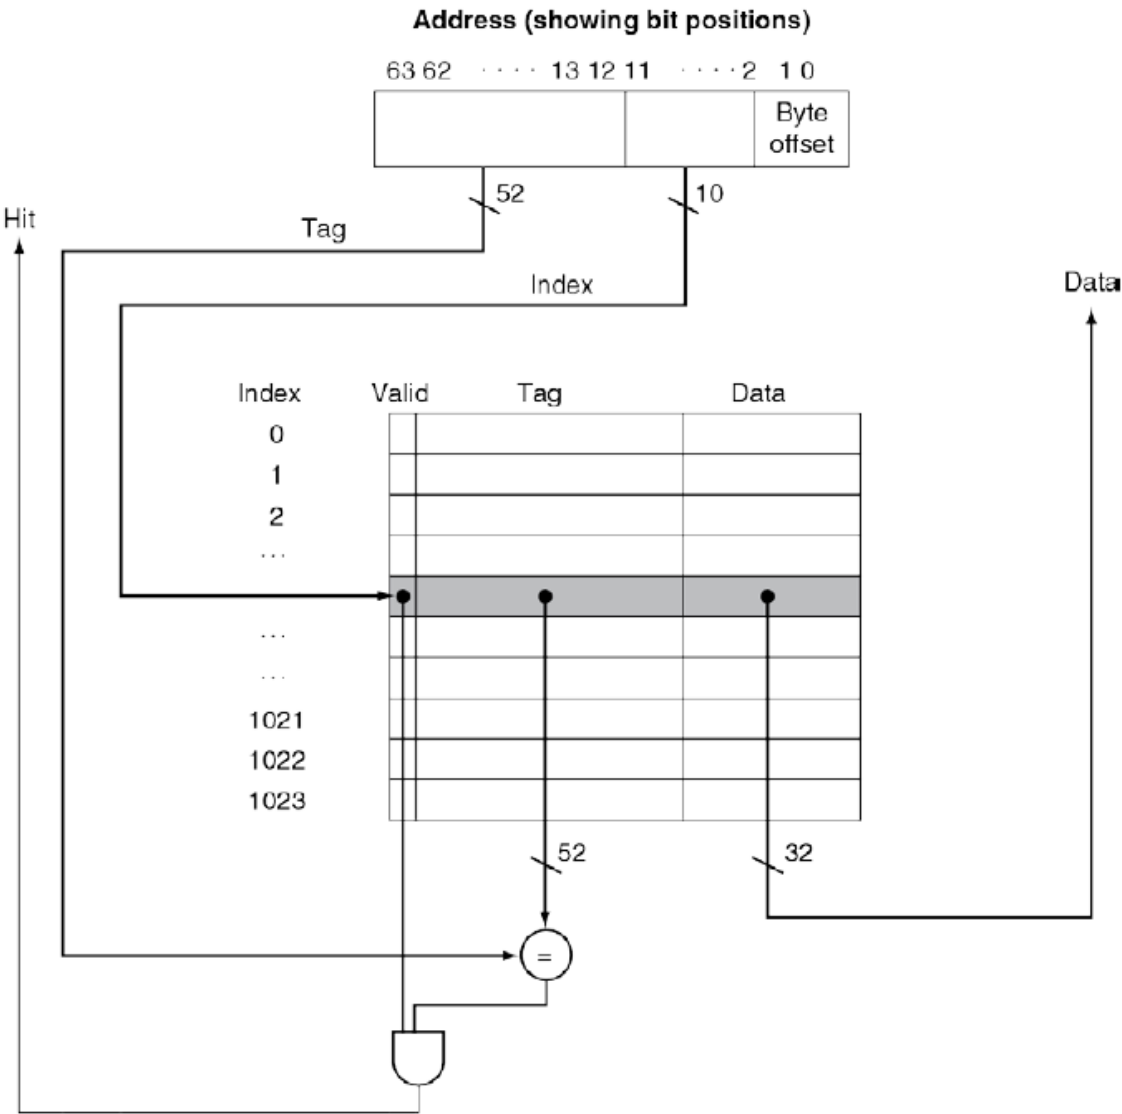 Address (showing bit positions)
63 62 · · · · 13 12 11 · · · · 2 1 0
Byte
offset
52
10
Hit
Tag
Index
Data
Index Valid Tag Data
0
1
2
...
...
...
1021
1022
1023
52
32
=